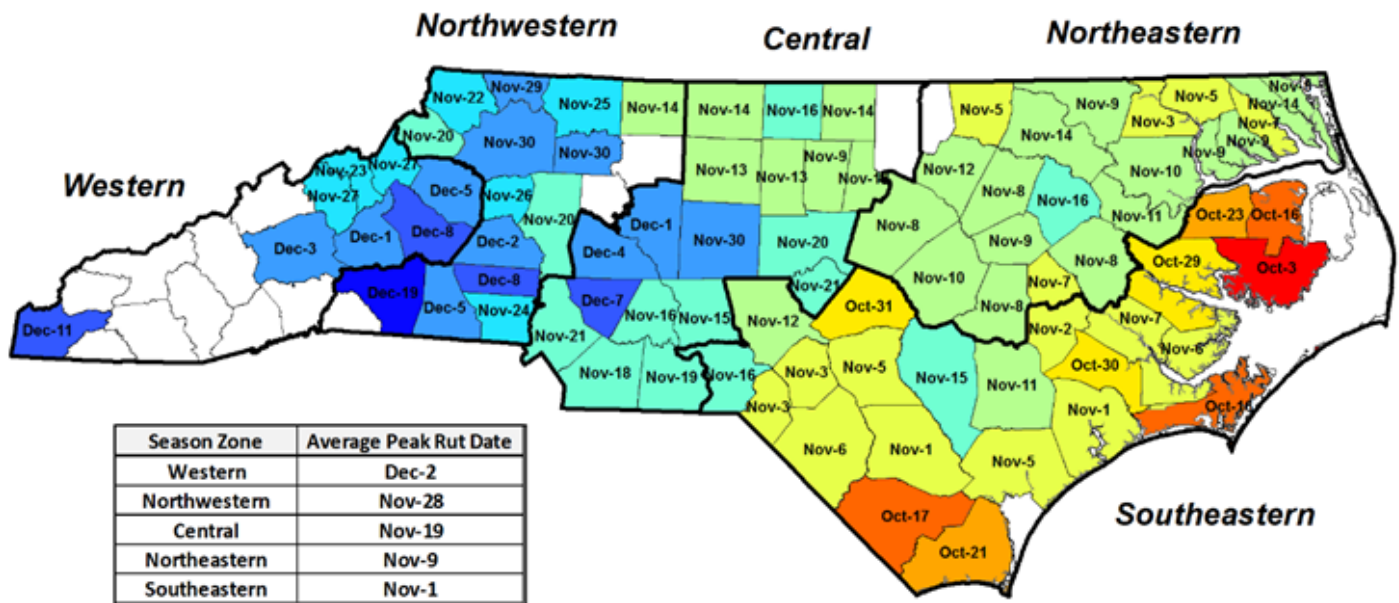 Northwestern
Central
Northeastern
Western
Southeastern
Nov-22
Nov-29
Nov-25
Nov-14
Nov-20
Nov-30
Nov-30
Nov-23
Nov-27
Nov-27
Dec-5
Nov-26
Nov-20
Dec-3
Dec-1
Dec-8
Dec-2
Dec-11
Dec-19
Dec-5
Dec-8
Nov-24
Nov-14
Nov-16
Nov-14
Nov-13
Nov-13
Nov-9
Dec-1
Dec-4
Nov-30
Nov-20
Nov-21
Dec-7
Nov-16
Nov-15
Nov-21
Nov-18
Nov-19
Nov-5
Nov-9
Nov-3
Nov-5
Nov-14
Nov-7
Nov-14
Nov-9
Nov-9
Nov-12
Nov-8
Nov-16
Nov-10
Nov-11
Nov-8
Nov-9
Nov-8
Nov-10
Nov-8
Nov-7
Oct-23
Oct-16
Oct-29
Oct-3
Oct-31
Nov-12
Nov-2
Nov-7
Nov-6
Nov-16
Nov-3
Nov-5
Nov-15
Nov-11
Oct-30
Nov-3
Nov-1
Nov-6
Nov-1
Nov-5
Oct-17
Oct-21
Season Zone Average Peak Rut Date
Western Dec-2
Northwestern Nov-28
Central Nov-19
Northeastern Nov-9
Southeastern Nov-1